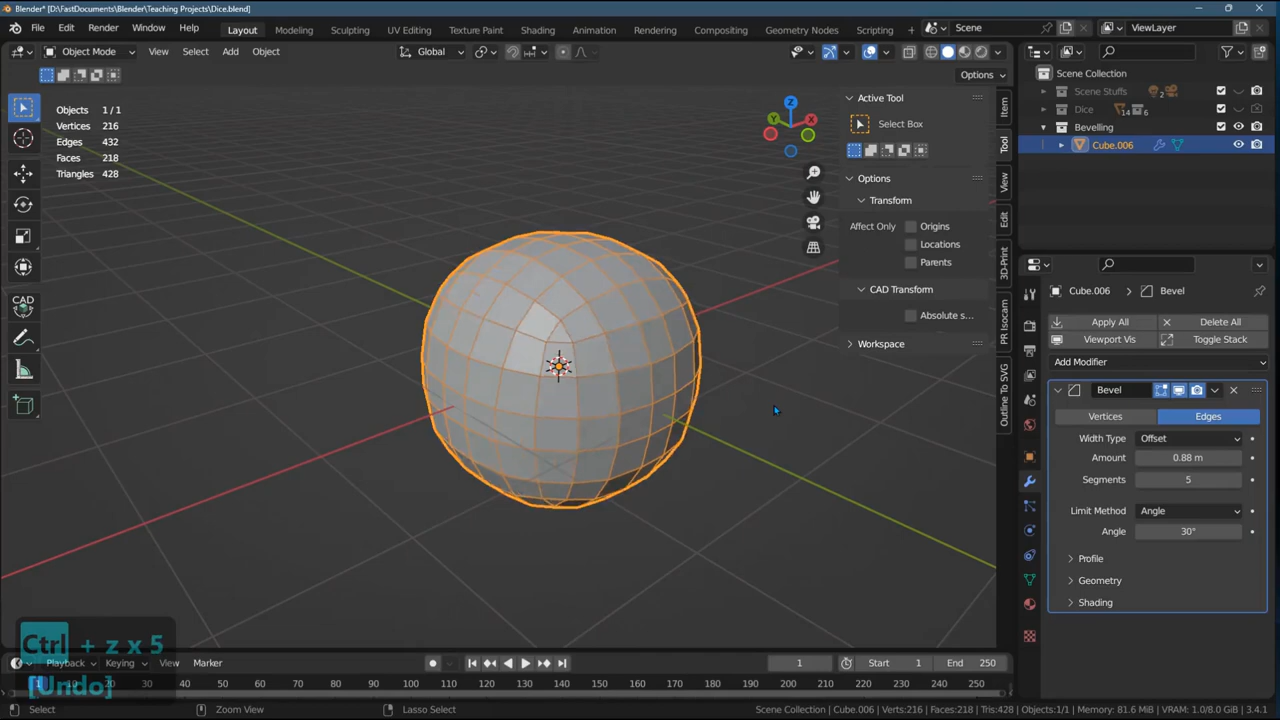 Blender* [D:\FastDocuments\Blender\Teaching Projects\Dice.blend]
File Edit Render Window Help Layout Modeling Sculpting UV Editing Texture Paint Shading Animation Rendering Compositing Geometry Nodes Scripting Scene ViewLayer
Object Mode View Select Add Object Global
Options
Objects 1 / 1
Vertices 216
Edges 432
Faces 218
Triangles 428
CAD
X
Y
Z
Active Tool
Select Box
Options
Transform
Affect Only Origins
Locations
Parents
CAD Transform
Absolute s...
Workspace
Item
Tool
View
Edit
3D-Print
PR Isocam
Outline To SVG
Scene Collection
Scene Stuffs 2
Dice 14 6
Bevelling
Cube.006
Cube.006 Bevel
Apply All Delete All
Viewport Vis Toggle Stack
Add Modifier
Bevel
Vertices Edges
Width Type Offset
Amount 0.88 m
Segments 5
Limit Method Angle
Angle 30°
Profile
Geometry
Shading
Ctrl + z x 5
[Undo]
Playback Keying View Marker 1 Start 1 End 250
1 10 20 30 40 50 60 70 80 90 100 110 120 130 140 150 160 170 180 190 200 210 220 230 240 250
Select Zoom View Lasso Select Scene Collection | Cube.006 | Verts:216 | Faces:218 | Tris:428 | Objects:1/1 | Memory: 81.6 MiB | VRAM: 1.0/8.0 GiB | 3.4.1